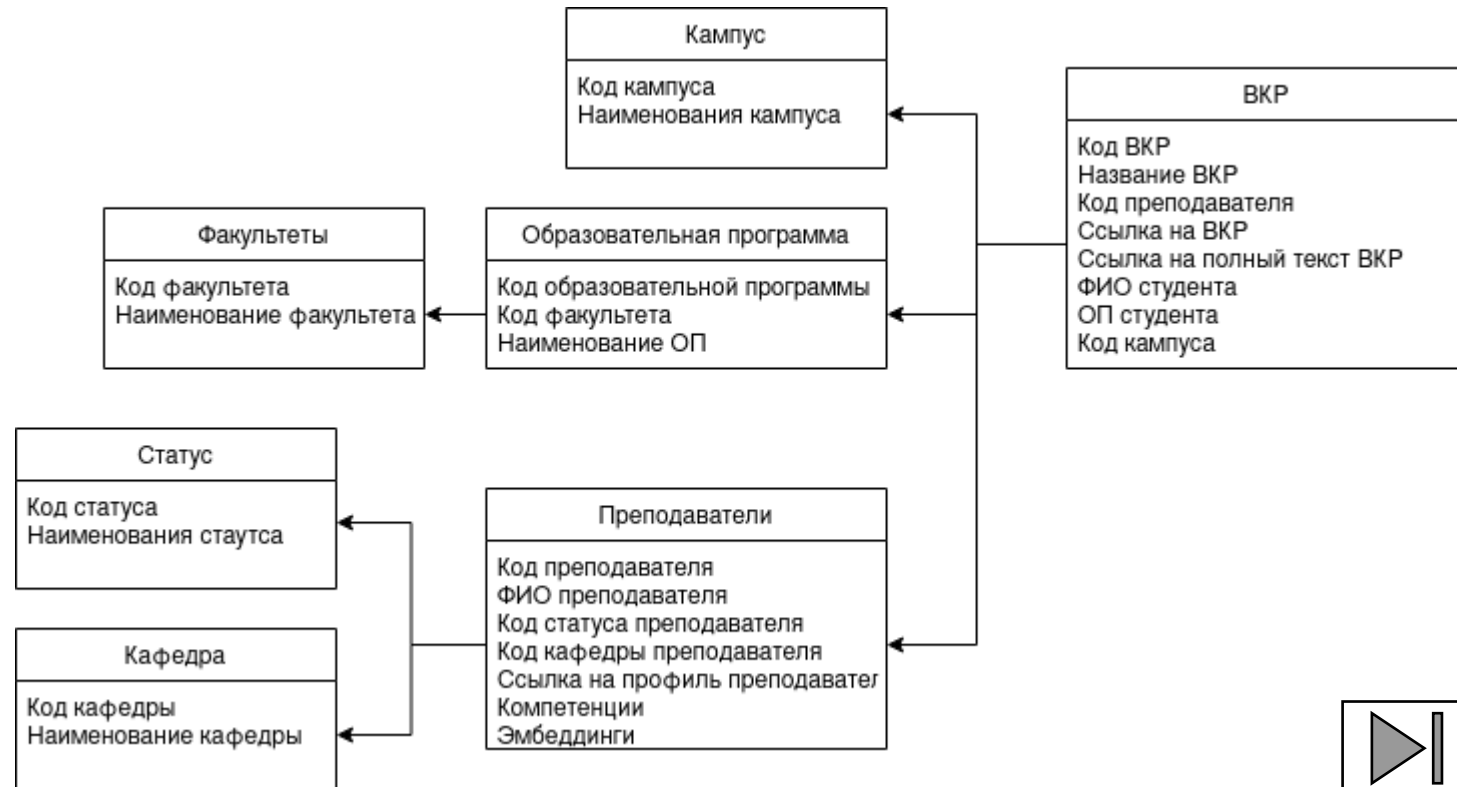 Кампус
Код кампуса
Наименования кампуса
ВКР
Код ВКР
Название ВКР
Код преподавателя
Ссылка на ВКР
Ссылка на полный текст ВКР
ФИО студента
ОП студента
Код кампуса
Факультеты
Код факультета
Наименование факультета
Образовательная программа
Код образовательной программы
Код факультета
Наименование ОП
Статус
Код статуса
Наименования стаутса
Преподаватели
Код преподавателя
ФИО преподавателя
Код статуса преподавателя
Код кафедры преподавателя
Ссылка на профиль преподавател
Компетенции
Эмбеддинги
Кафедра
Код кафедры
Наименование кафедры